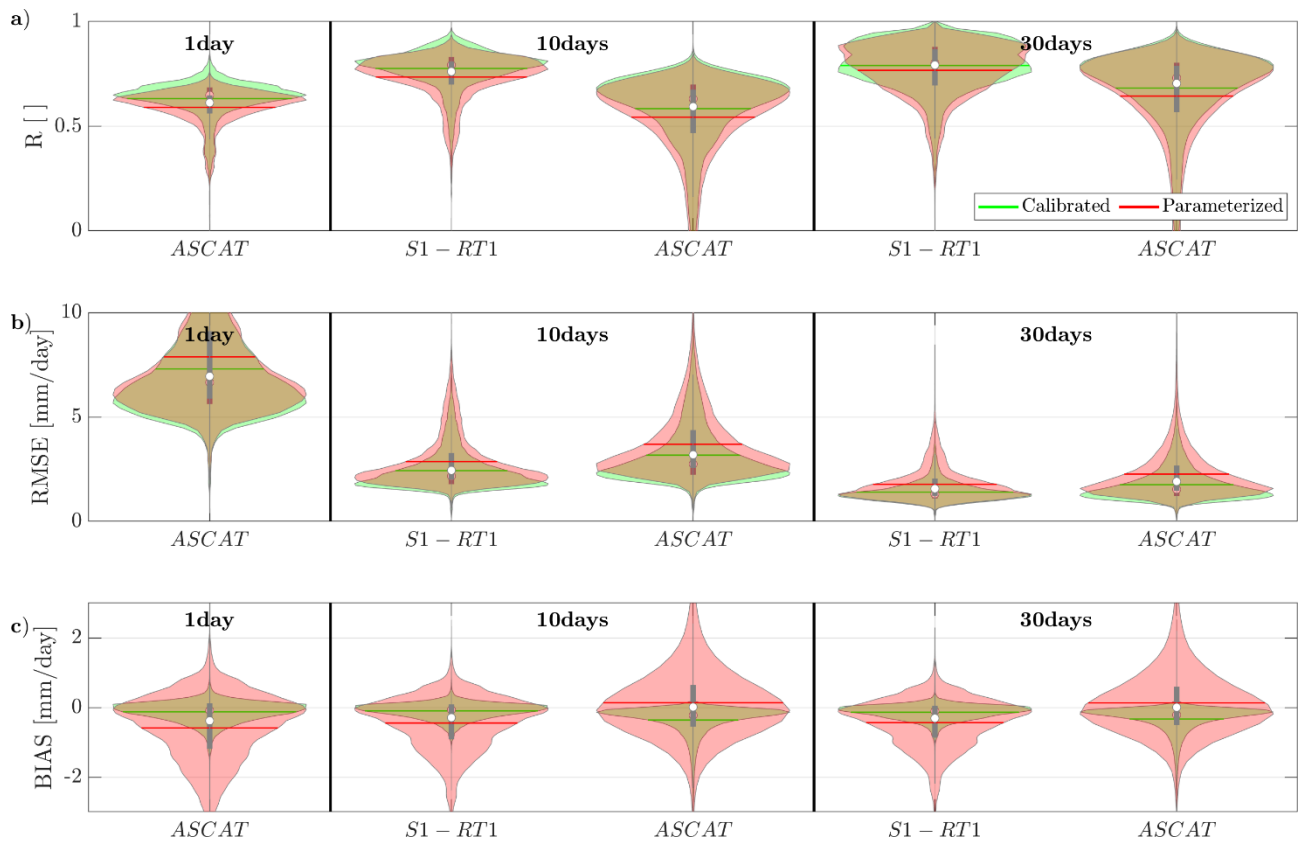 a)
1
1day
10days
30days
0.5
R [ ]
Calibrated
Parameterized
0
ASCAT
S1 − RT1
ASCAT
S1 − RT1
ASCAT
b)
10
1day
10days
30days
5
RMSE [mm/day]
0
ASCAT
S1 − RT1
ASCAT
S1 − RT1
ASCAT
c)
1day
10days
30days
2
0
-2
BIAS [mm/day]
ASCAT
S1 − RT1
ASCAT
S1 − RT1
ASCAT